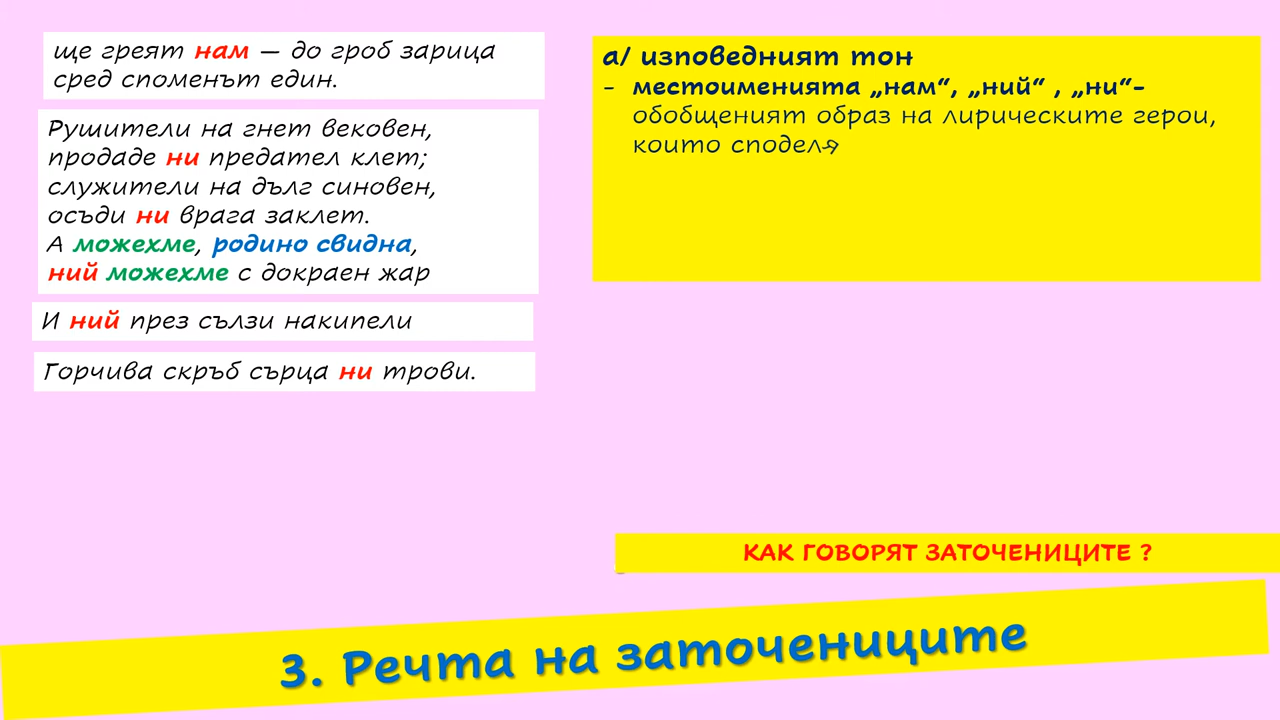 ще греят нам — до гроб зарица
сред споменът един.
Рушители на гнет вековен,
продаде ни предател клет;
служители на дълг синовен,
осъди ни врага заклет.
А можехме, родино свидна,
ний можехме с докраен жар
И ний през сълзи накипели
Горчива скръб сърца ни трови.
а/ изповедният тон
- местоименията „нам“, „ний“ , „ни“-
обобщеният образ на лирическите герои,
които споделя
КАК ГОВОРЯТ ЗАТОЧЕНИЦИТЕ ?
3. Речта на заточениците